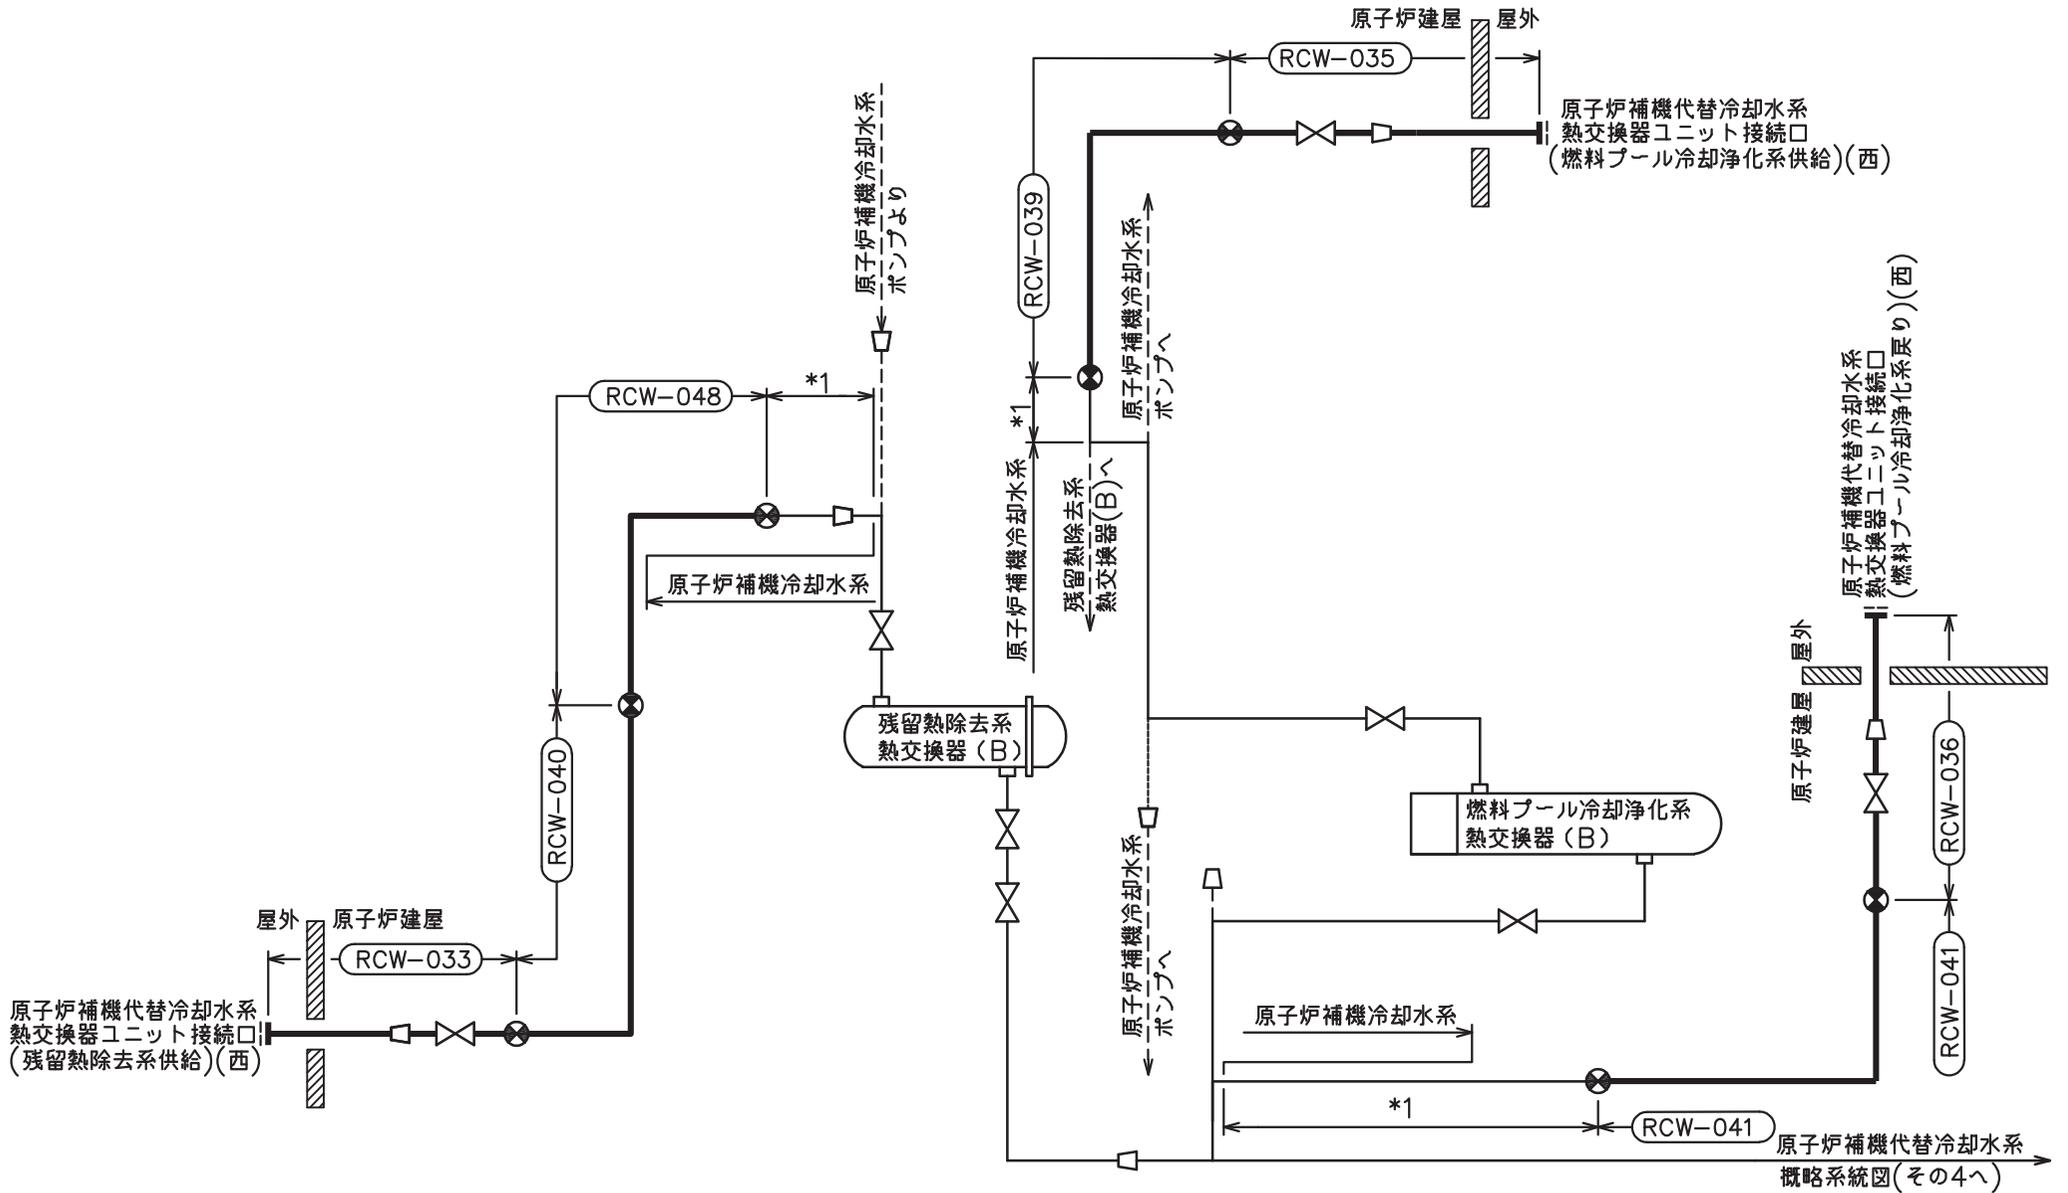 原子炉建屋
屋外
RCW-035
原子炉補機代替冷却水系
熱交換器ユニット接続口
(燃料プール冷却浄化系供給)(西)
原子炉補機冷却水系
ポンプより
RCW-039
原子炉補機冷却水系
ポンプへ
*1
RCW-048
*1
原子炉補機冷却水系
残留熱除去系
熱交換器(B)へ
原子炉補機冷却水系
原子炉補機代替冷却水系
熱交換器ユニット接続口
(燃料プール冷却浄化系戻り)(西)
屋外
原子炉建屋
RCW-036
RCW-041
残留熱除去系
熱交換器(B)
RCW-040
燃料プール冷却浄化系
熱交換器(B)
原子炉補機冷却水系
ポンプへ
屋外
原子炉建屋
RCW-033
原子炉補機代替冷却水系
熱交換器ユニット接続口
(残留熱除去系供給)(西)
原子炉補機冷却水系
*1
RCW-041
原子炉補機代替冷却水系
概略系統図(その4へ)